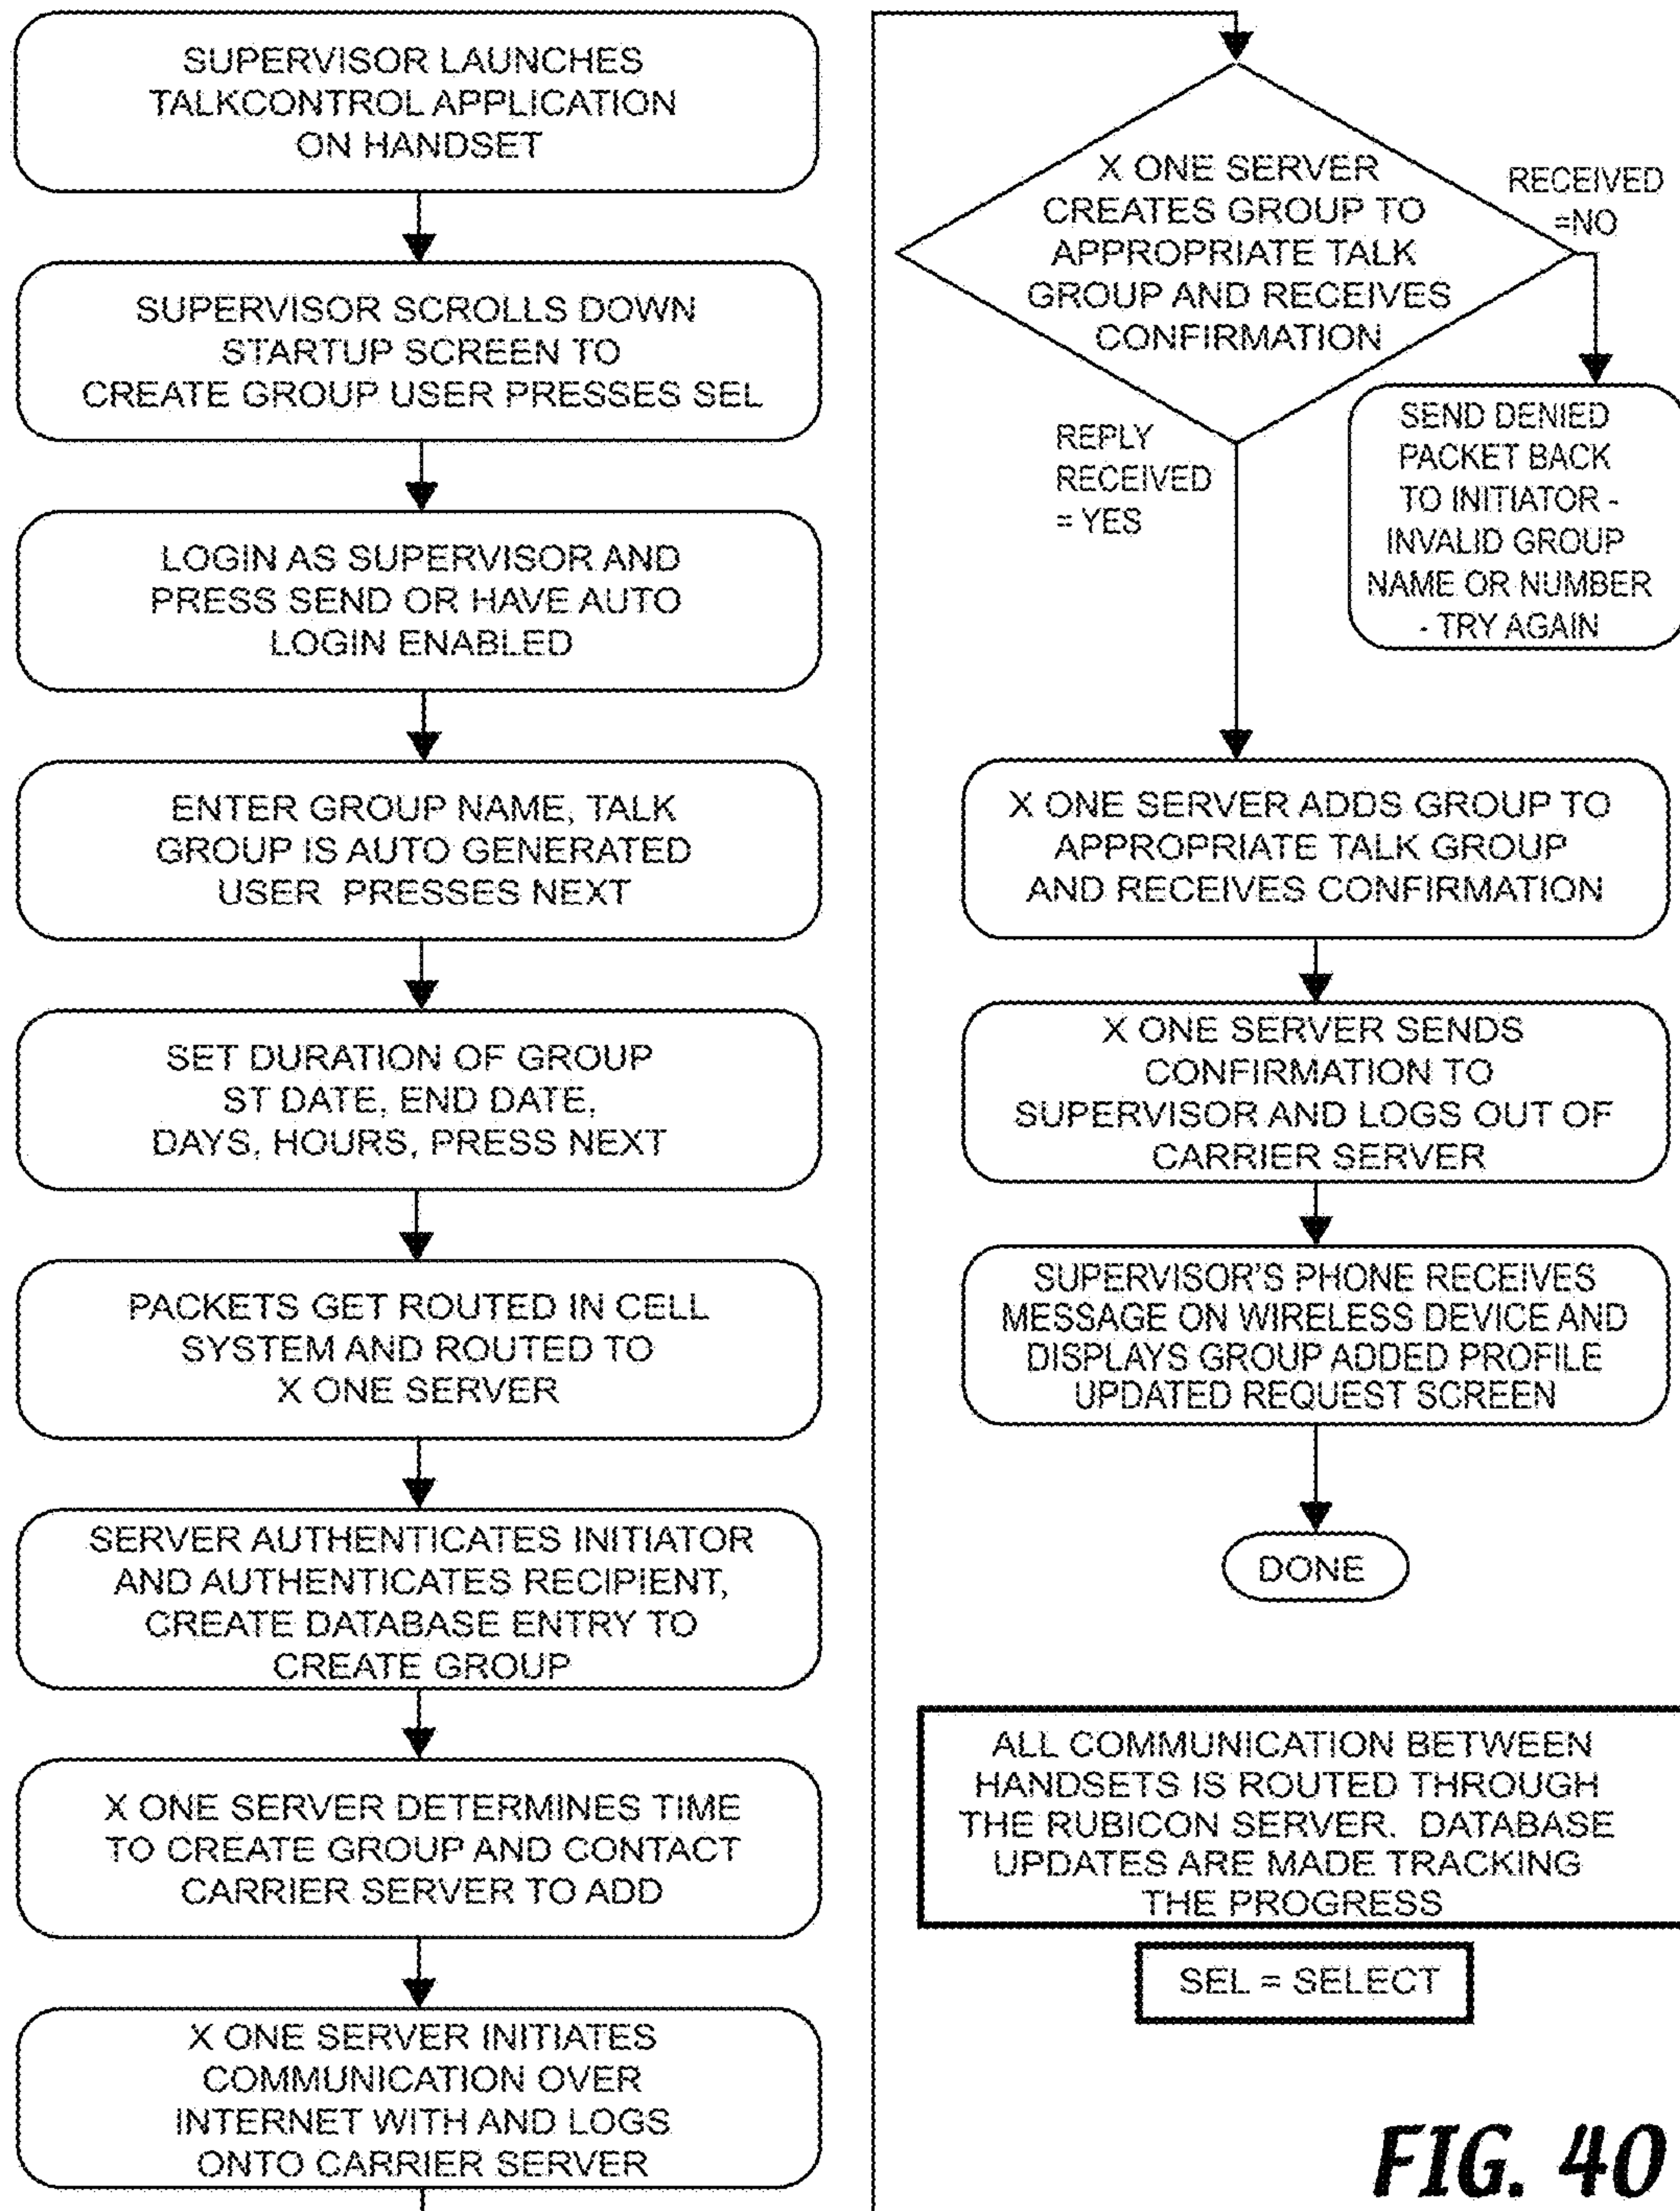 SUPERVISOR LAUNCHES
TALKCONTROL APPLICATION
ON HANDSET
SUPERVISOR SCROLLS DOWN
STARTUP SCREEN TO
CREATE GROUP USER PRESSES SEL
LOGIN AS SUPERVISOR AND
PRESS SEND OR HAVE AUTO
LOGIN ENABLED
ENTER GROUP NAME, TALK
GROUP IS AUTO GENERATED
USER PRESSES NEXT
SET DURATION OF GROUP
ST DATE, END DATE,
DAYS, HOURS, PRESS NEXT
PACKETS GET ROUTED IN CELL
SYSTEM AND ROUTED TO
X ONE SERVER
SERVER AUTHENTICATES INITIATOR
AND AUTHENTICATES RECIPIENT,
CREATE DATABASE ENTRY TO
CREATE GROUP
X ONE SERVER DETERMINES TIME
TO CREATE GROUP AND CONTACT
CARRIER SERVER TO ADD
X ONE SERVER INITIATES
COMMUNICATION OVER
INTERNET WITH AND LOGS
ONTO CARRIER SERVER
X ONE SERVER
CREATES GROUP TO
APPROPRIATE TALK
GROUP AND RECEIVES
CONFIRMATION
RECEIVED
=NO
SEND DENIED
PACKET BACK
TO INITIATOR -
INVALID GROUP
NAME OR NUMBER
- TRY AGAIN
REPLY
RECEIVED
= YES
X ONE SERVER ADDS GROUP TO
APPROPRIATE TALK GROUP
AND RECEIVES CONFIRMATION
X ONE SERVER SENDS
CONFIRMATION TO
SUPERVISOR AND LOGS OUT OF
CARRIER SERVER
SUPERVISOR'S PHONE RECEIVES
MESSAGE ON WIRELESS DEVICE AND
DISPLAYS GROUP ADDED PROFILE
UPDATED REQUEST SCREEN
DONE
ALL COMMUNICATION BETWEEN
HANDSETS IS ROUTED THROUGH
THE RUBICON SERVER. DATABASE
UPDATES ARE MADE TRACKING
THE PROGRESS
SEL = SELECT
FIG. 40